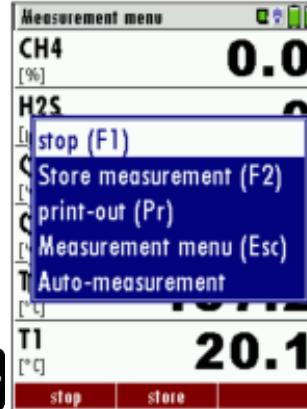 Measurement menu
CH4
0.0
[%]
H2S
stop (F1)
Store measurement (F2)
print-out (Pr)
Measurement menu (Esc)
Auto-measurement
[°C]
T1
20.1
[°C]
stop store